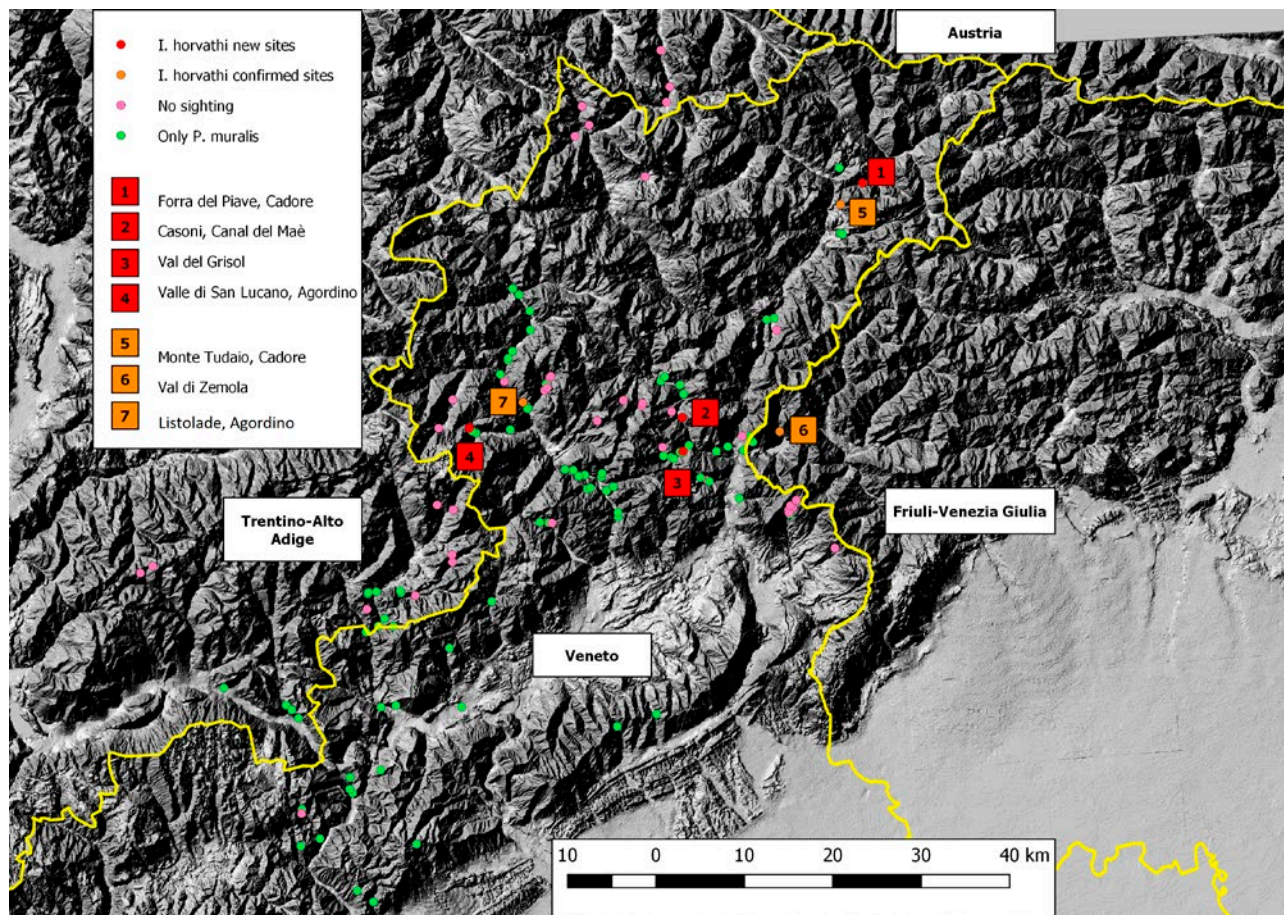 I. horvathi new sites
I. horvathi confirmed sites
No sighting
Only P. muralis
1 Forra del Piave, Cadore
2 Casoni, Canal del Maè
3 Val del Grisol
4 Valle di San Lucano, Agordino
5 Monte Tudaio, Cadore
6 Val di Zemola
7 Listolade, Agordino
Austria
1
5
7
2
6
4
3
Trentino-Alto
Adige
Friuli-Venezia Giulia
Veneto
10 0 10 20 30 40 km